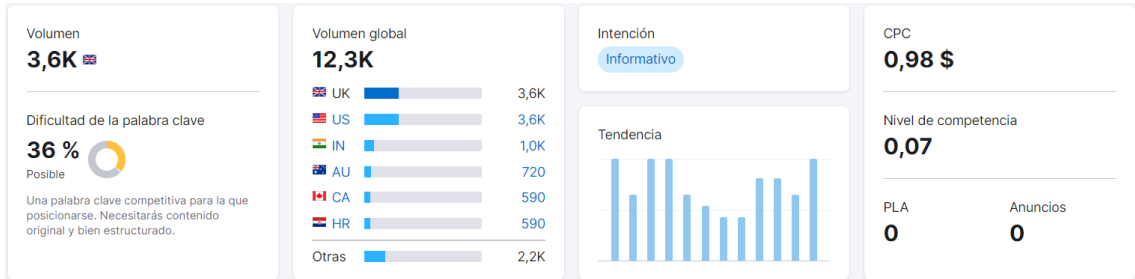 Volumen
3,6K
Dificultad de la palabra clave
36 %
Posible
Una palabra clave competitiva para la que
posicionarse. Necesitarás contenido
original y bien estructurado.
Volumen global
12,3K
UK 3,6K
US 3,6K
IN 1,0K
AU 720
CA 590
HR 590
Otras 2,2K
Intención
Informativo
Tendencia
CPC
0,98 $
Nivel de competencia
0,07
PLA Anuncios
0 0